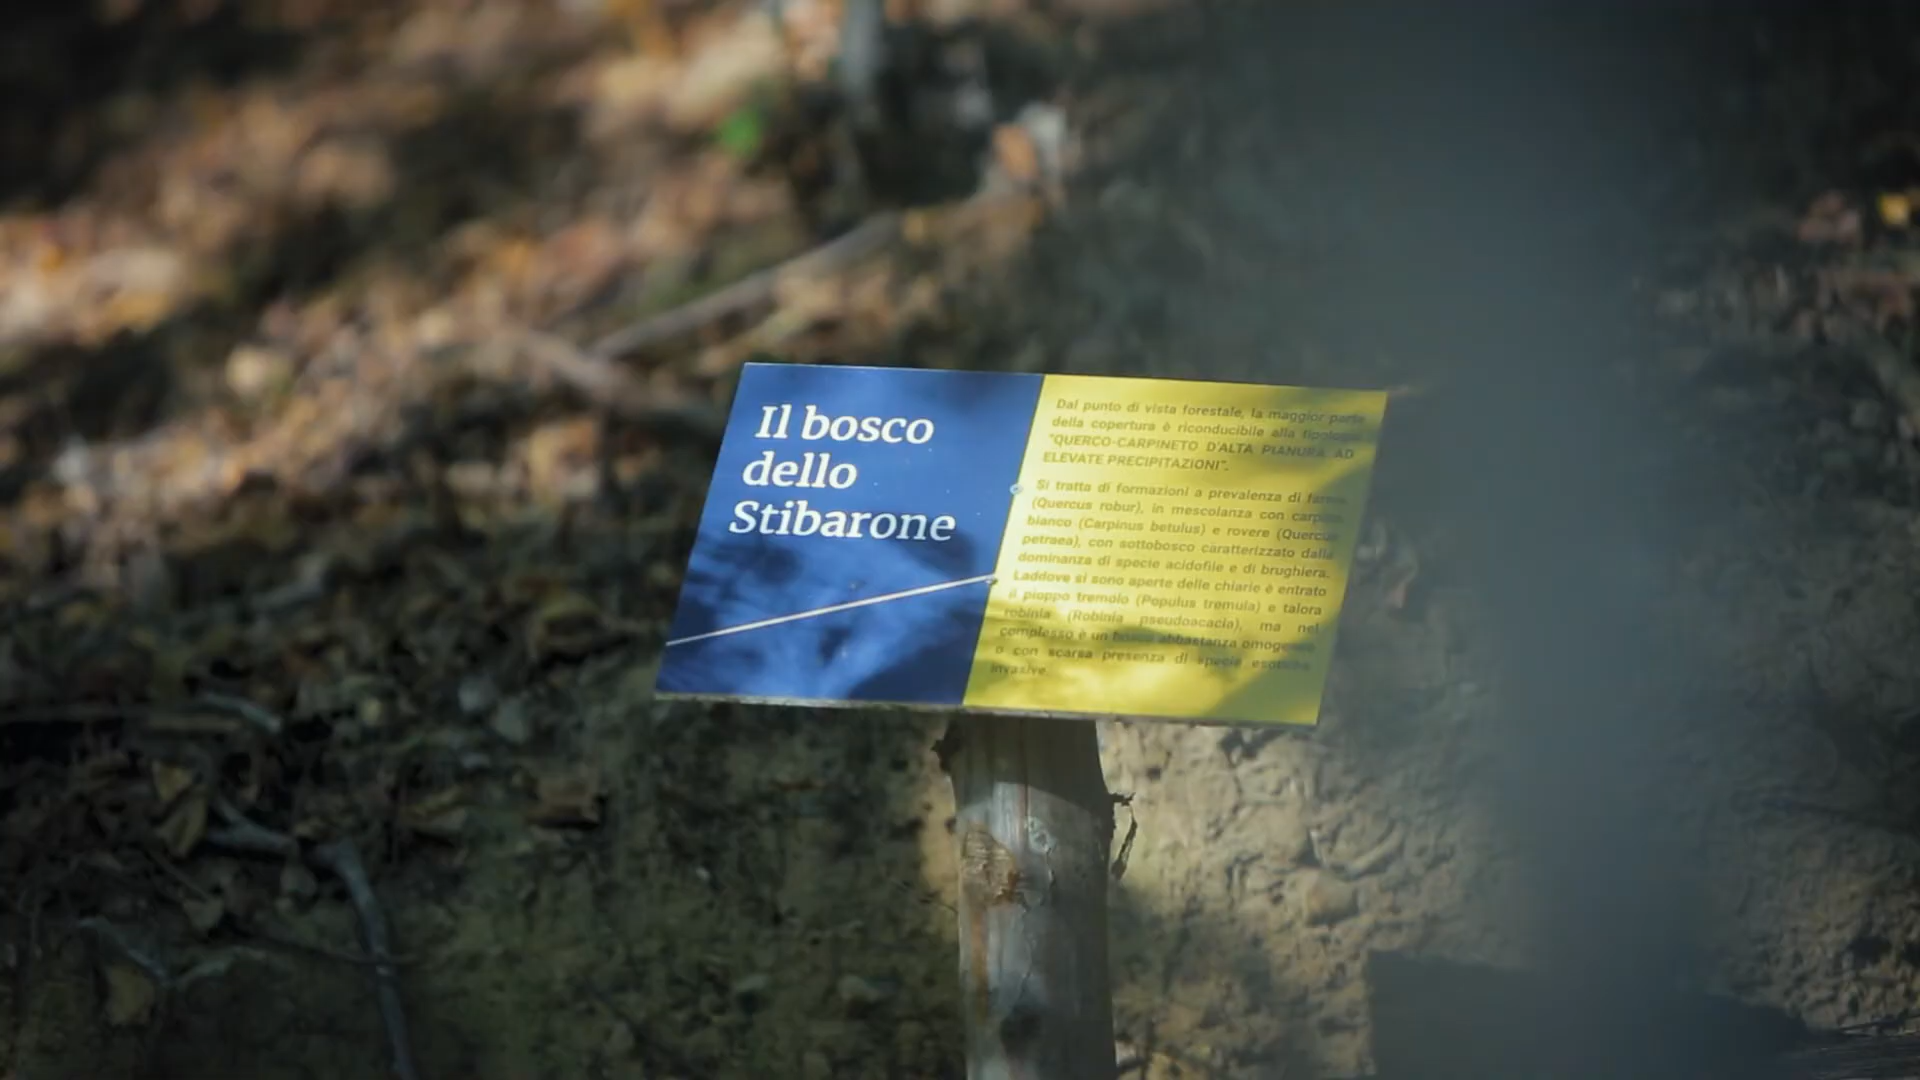 Il bosco
dello
Stibarone
Dal punto di vista forestale, la maggior parte
della copertura è riconducibile alla tipologia
"QUERCO-CARPINETO D'ALTA PIANURA AD
ELEVATE PRECIPITAZIONI".
Si tratta di formazioni a prevalenza di farnia
(Quercus robur), in mescolanza con carpino
bianco (Carpinus betulus) e rovere (Quercus
petraea), con sottobosco caratterizzato dalla
dominanza di specie acidofile e di brughiera.
Laddove si sono aperte delle chiarie è entrato
il pioppo tremolo (Populus tremula) e talora
robinia (Robinia pseudoacacia), ma nel
complesso è un bosco abbastanza omogeneo
o con scarsa presenza di specie esotiche
invasive.